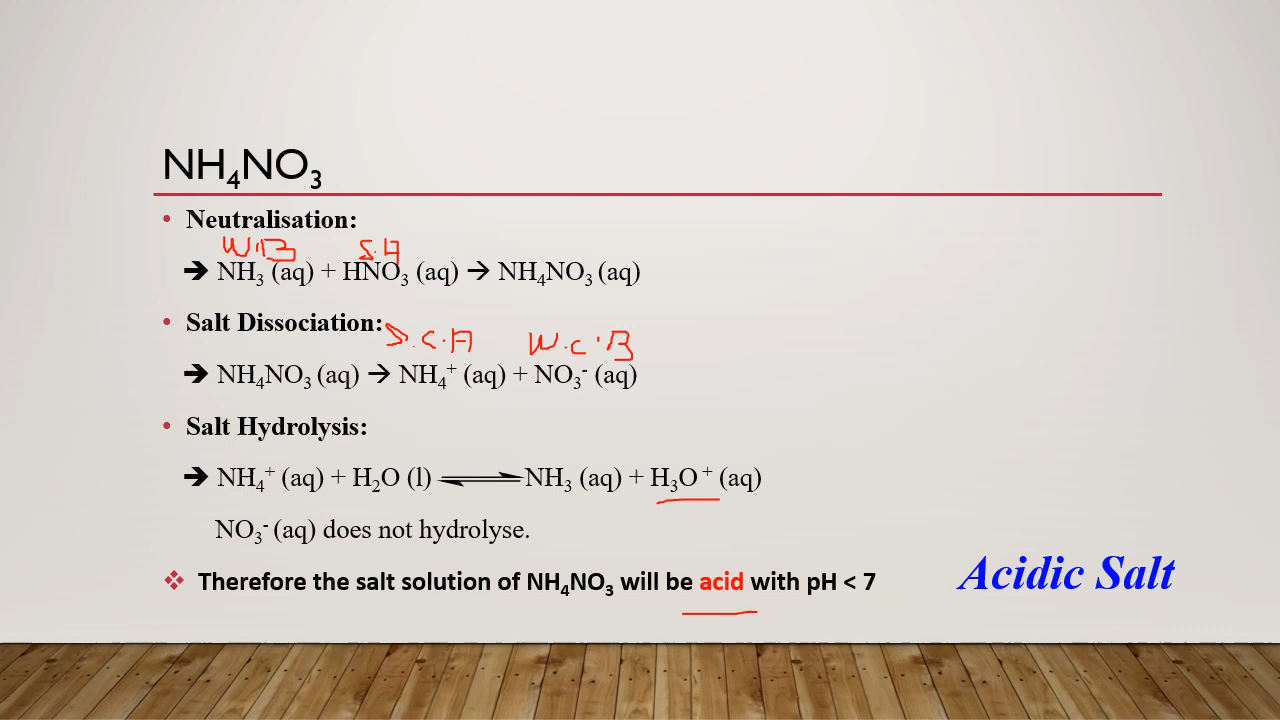 NH₄NO₃
• Neutralisation:
W.B S.A
➔ NH₃ (aq) + HNO₃ (aq) → NH₄NO₃ (aq)
• Salt Dissociation:
S.C.A W.C.B
➔ NH₄NO₃ (aq) → NH₄⁺ (aq) + NO₃⁻ (aq)
• Salt Hydrolysis:
➔ NH₄⁺ (aq) + H₂O (l) ⇌ NH₃ (aq) + H₃O⁺ (aq)
NO₃⁻ (aq) does not hydrolyse.
❖ Therefore the salt solution of NH₄NO₃ will be acid with pH < 7
Acidic Salt